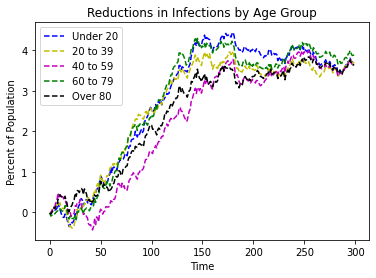 Reductions in Infections by Age Group
Under 20
20 to 39
40 to 59
60 to 79
Over 80
Percent of Population
4
3
2
1
0
0
50
100
150
200
250
300
Time